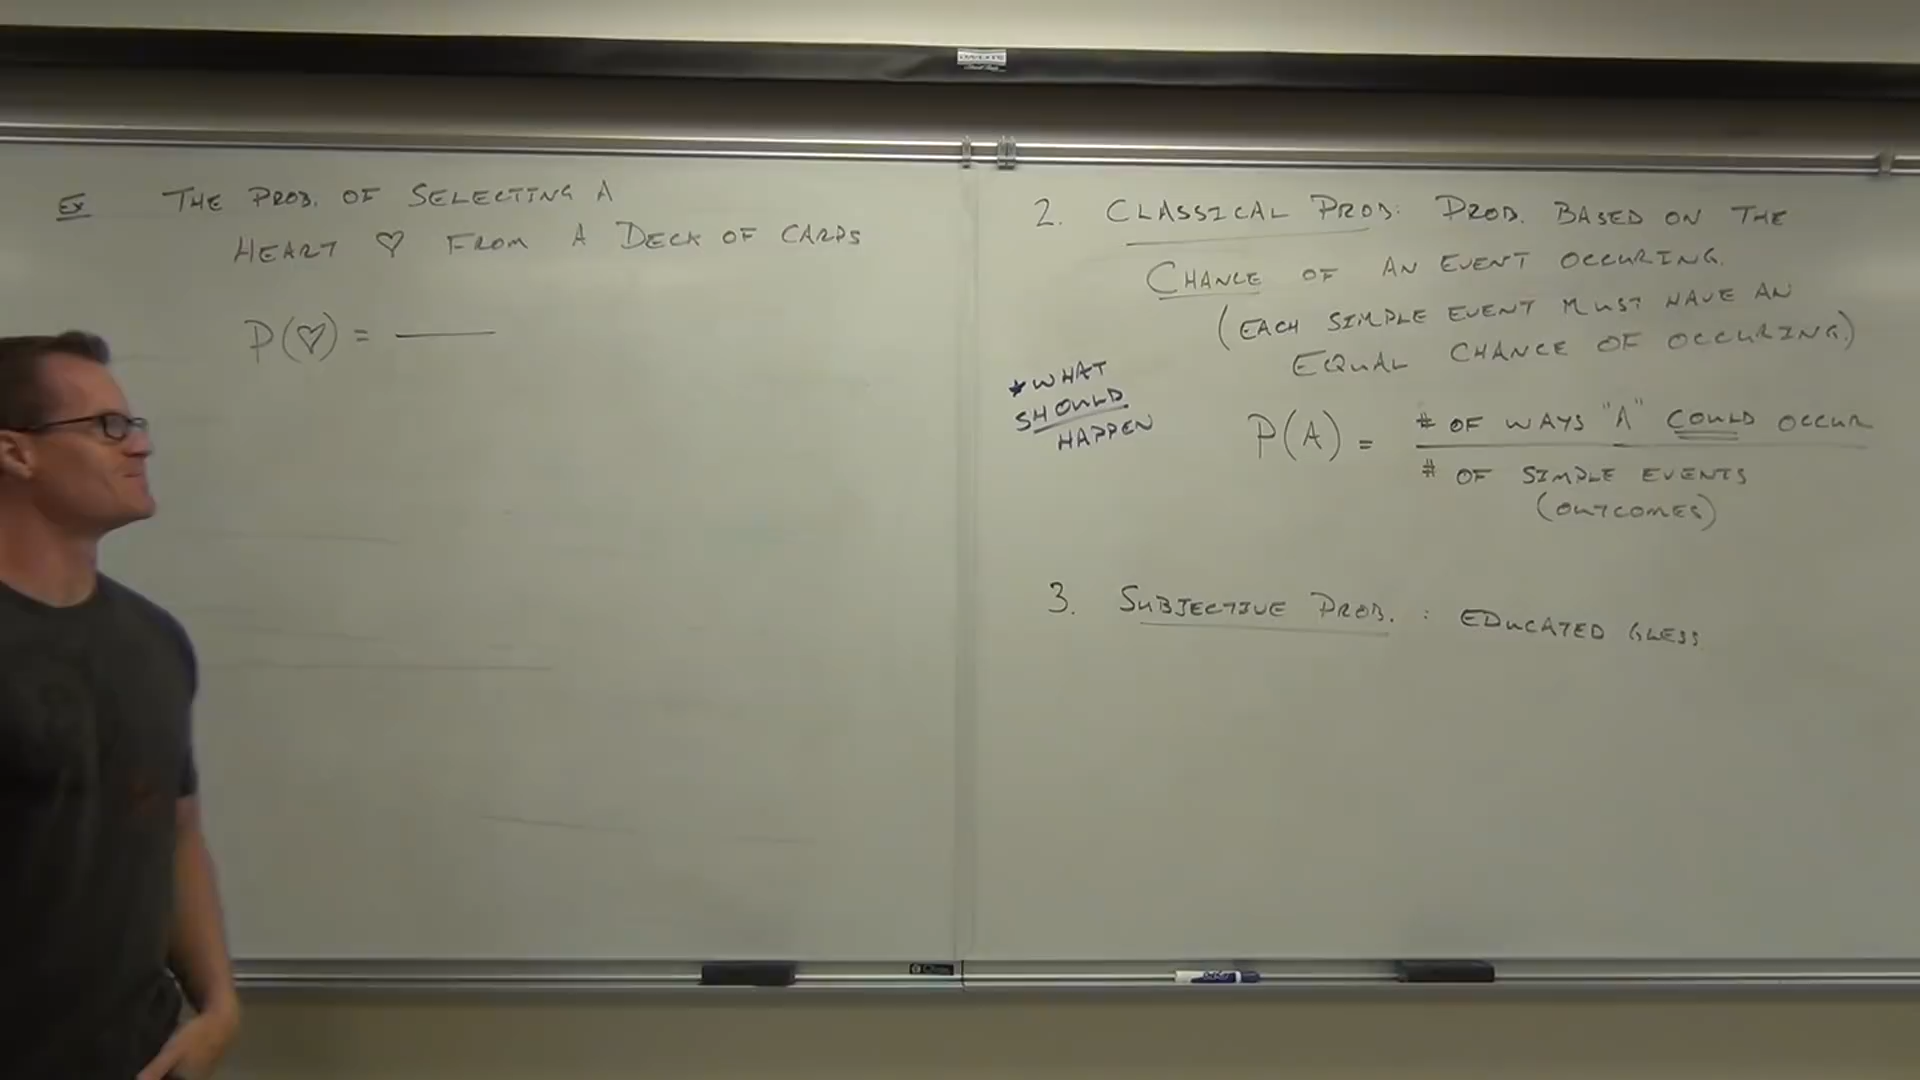 Ex THE PROB. OF SELECTING A
HEART ♡ FROM A DECK OF CARDS
P(♡) =
2. CLASSICAL PROB: PROB. BASED ON THE
CHANCE OF AN EVENT OCCURING.
(EACH SIMPLE EVENT MUST HAVE AN
EQUAL CHANCE OF OCCURING.)
★WHAT
SHOULD
HAPPEN
P(A) = # OF WAYS "A" COULD OCCUR
# OF SIMPLE EVENTS
(OUTCOMES)
3. SUBJECTIVE PROB. : EDUCATED GUESS